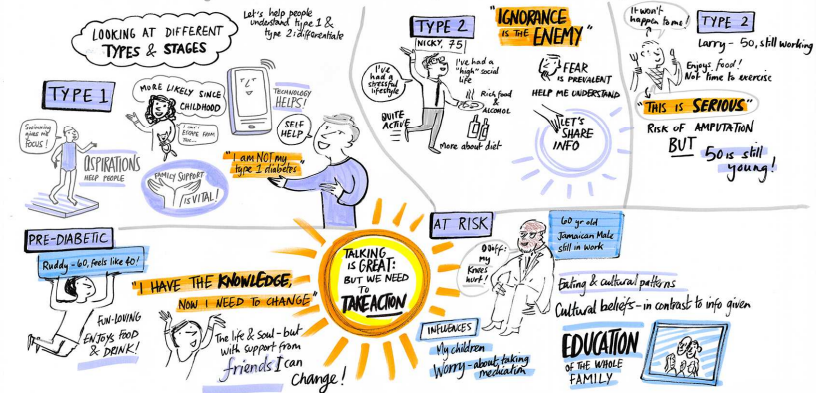 LOOKING AT DIFFERENT
TYPES & STAGES
Let's help people
understand type 1 &
type 2: differentiate
TYPE 1
MORE LIKELY SINCE
CHILDHOOD
I can't
ESCAPE FROM
THIS...
TECHNOLOGY
HELPS!
Swimming
gives me
FOCUS!
ASPIRATIONS
HELP PEOPLE
FAMILY SUPPORT
IS VITAL!
SELF
HELP
"I am NOT my
type 1 diabetes"
TYPE 2
NICKY, 75
I've
had a
stressful
lifestyle
I've had a
"high" social
life
Rich food
&
ALCOHOL
QUITE
ACTIVE
More about diet
"IGNORANCE
IS THE ENEMY"
FEAR
IS PREVALENT
HELP ME UNDERSTAND
LET'S
SHARE
INFO
It won't
happen to me!
TYPE 2
Larry - 50, still working
Enjoys food!
Not time to exercise
"THIS IS SERIOUS"
RISK OF AMPUTATION
BUT
50 is still
young!
PRE-DIABETIC
Ruddy - 60, feels like 40!
FUN-LOVING
ENJOYS FOOD
& DRINK!
"I HAVE THE KNOWLEDGE,
NOW I NEED TO CHANGE"
The life & soul - but
with support from
friends I can
change!
TALKING
IS GREAT:
BUT WE NEED
TO
TAKE ACTION
AT RISK
OOoff:
my
knees
hurt!
60 yr old
Jamaican Male
still in work
INFLUENCES
My children
Worry - about taking
medication
Eating & cultural patterns
Cultural beliefs - in contrast to info given
EDUCATION
OF THE WHOLE
FAMILY